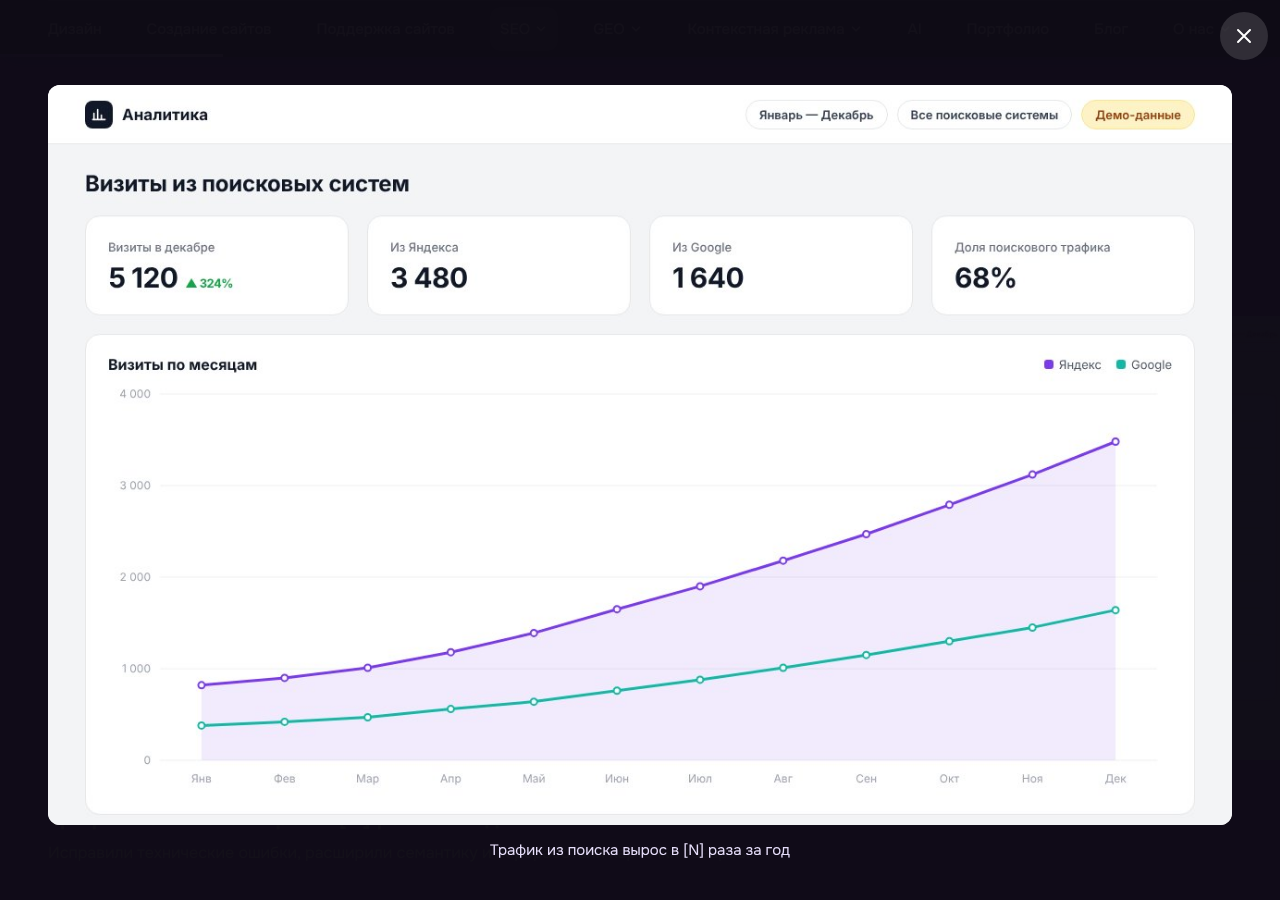 Аналитика
Январь — Декабрь
Все поисковые системы
Демо-данные
Визиты из поисковых систем
Визиты в декабре
5 120 ▲ 324%
Из Яндекса
3 480
Из Google
1 640
Доля поискового трафика
68%
Визиты по месяцам
Яндекс
Google
4 000
3 000
2 000
1 000
0
Янв Фев Мар Апр Май Июн Июл Авг Сен Окт Ноя Дек
Трафик из поиска вырос в [N] раза за год